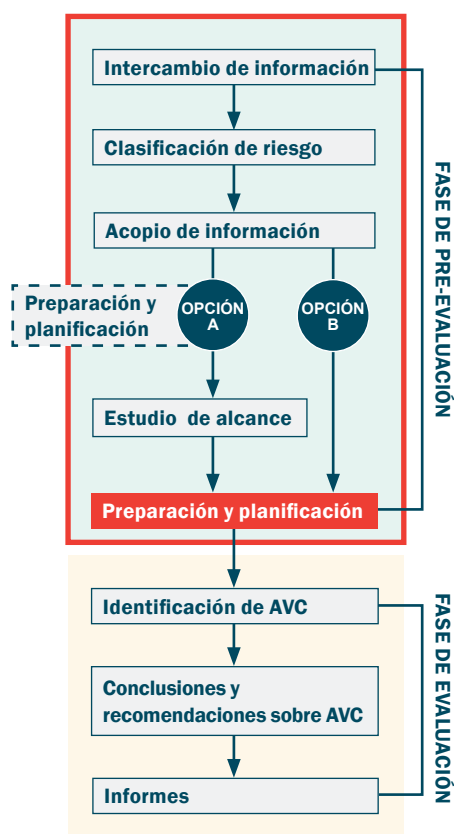 Intercambio de información
Clasificación de riesgo
Acopio de información
Preparación y
planificación
OPCIÓN
A
OPCIÓN
B
Estudio de alcance
Preparación y planificación
FASE DE PRE-EVALUACIÓN
Identificación de AVC
Conclusiones y
recomendaciones sobre AVC
Informes
FASE DE EVALUACIÓN